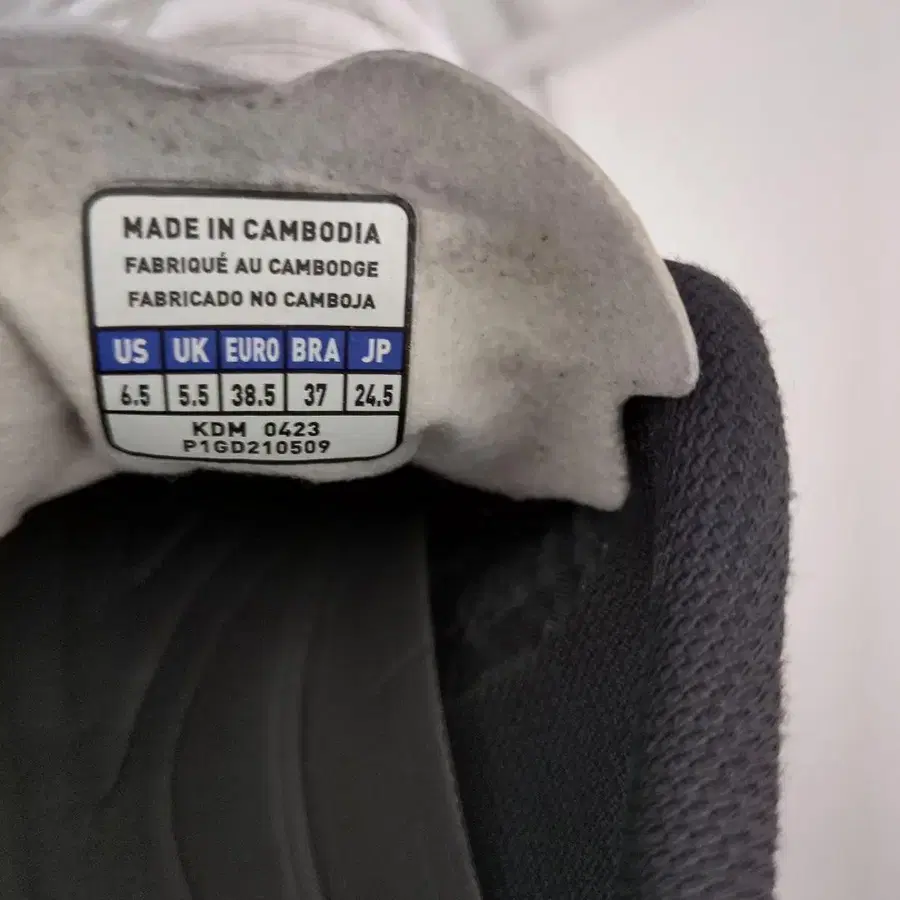 MADE IN CAMBODIA
FABRIQUÉ AU CAMBODGE
FABRICADO NO CAMBOJA
US UK EURO BRA JP
6.5 5.5 38.5 37 24.5
KDM 0423
P1GD210509